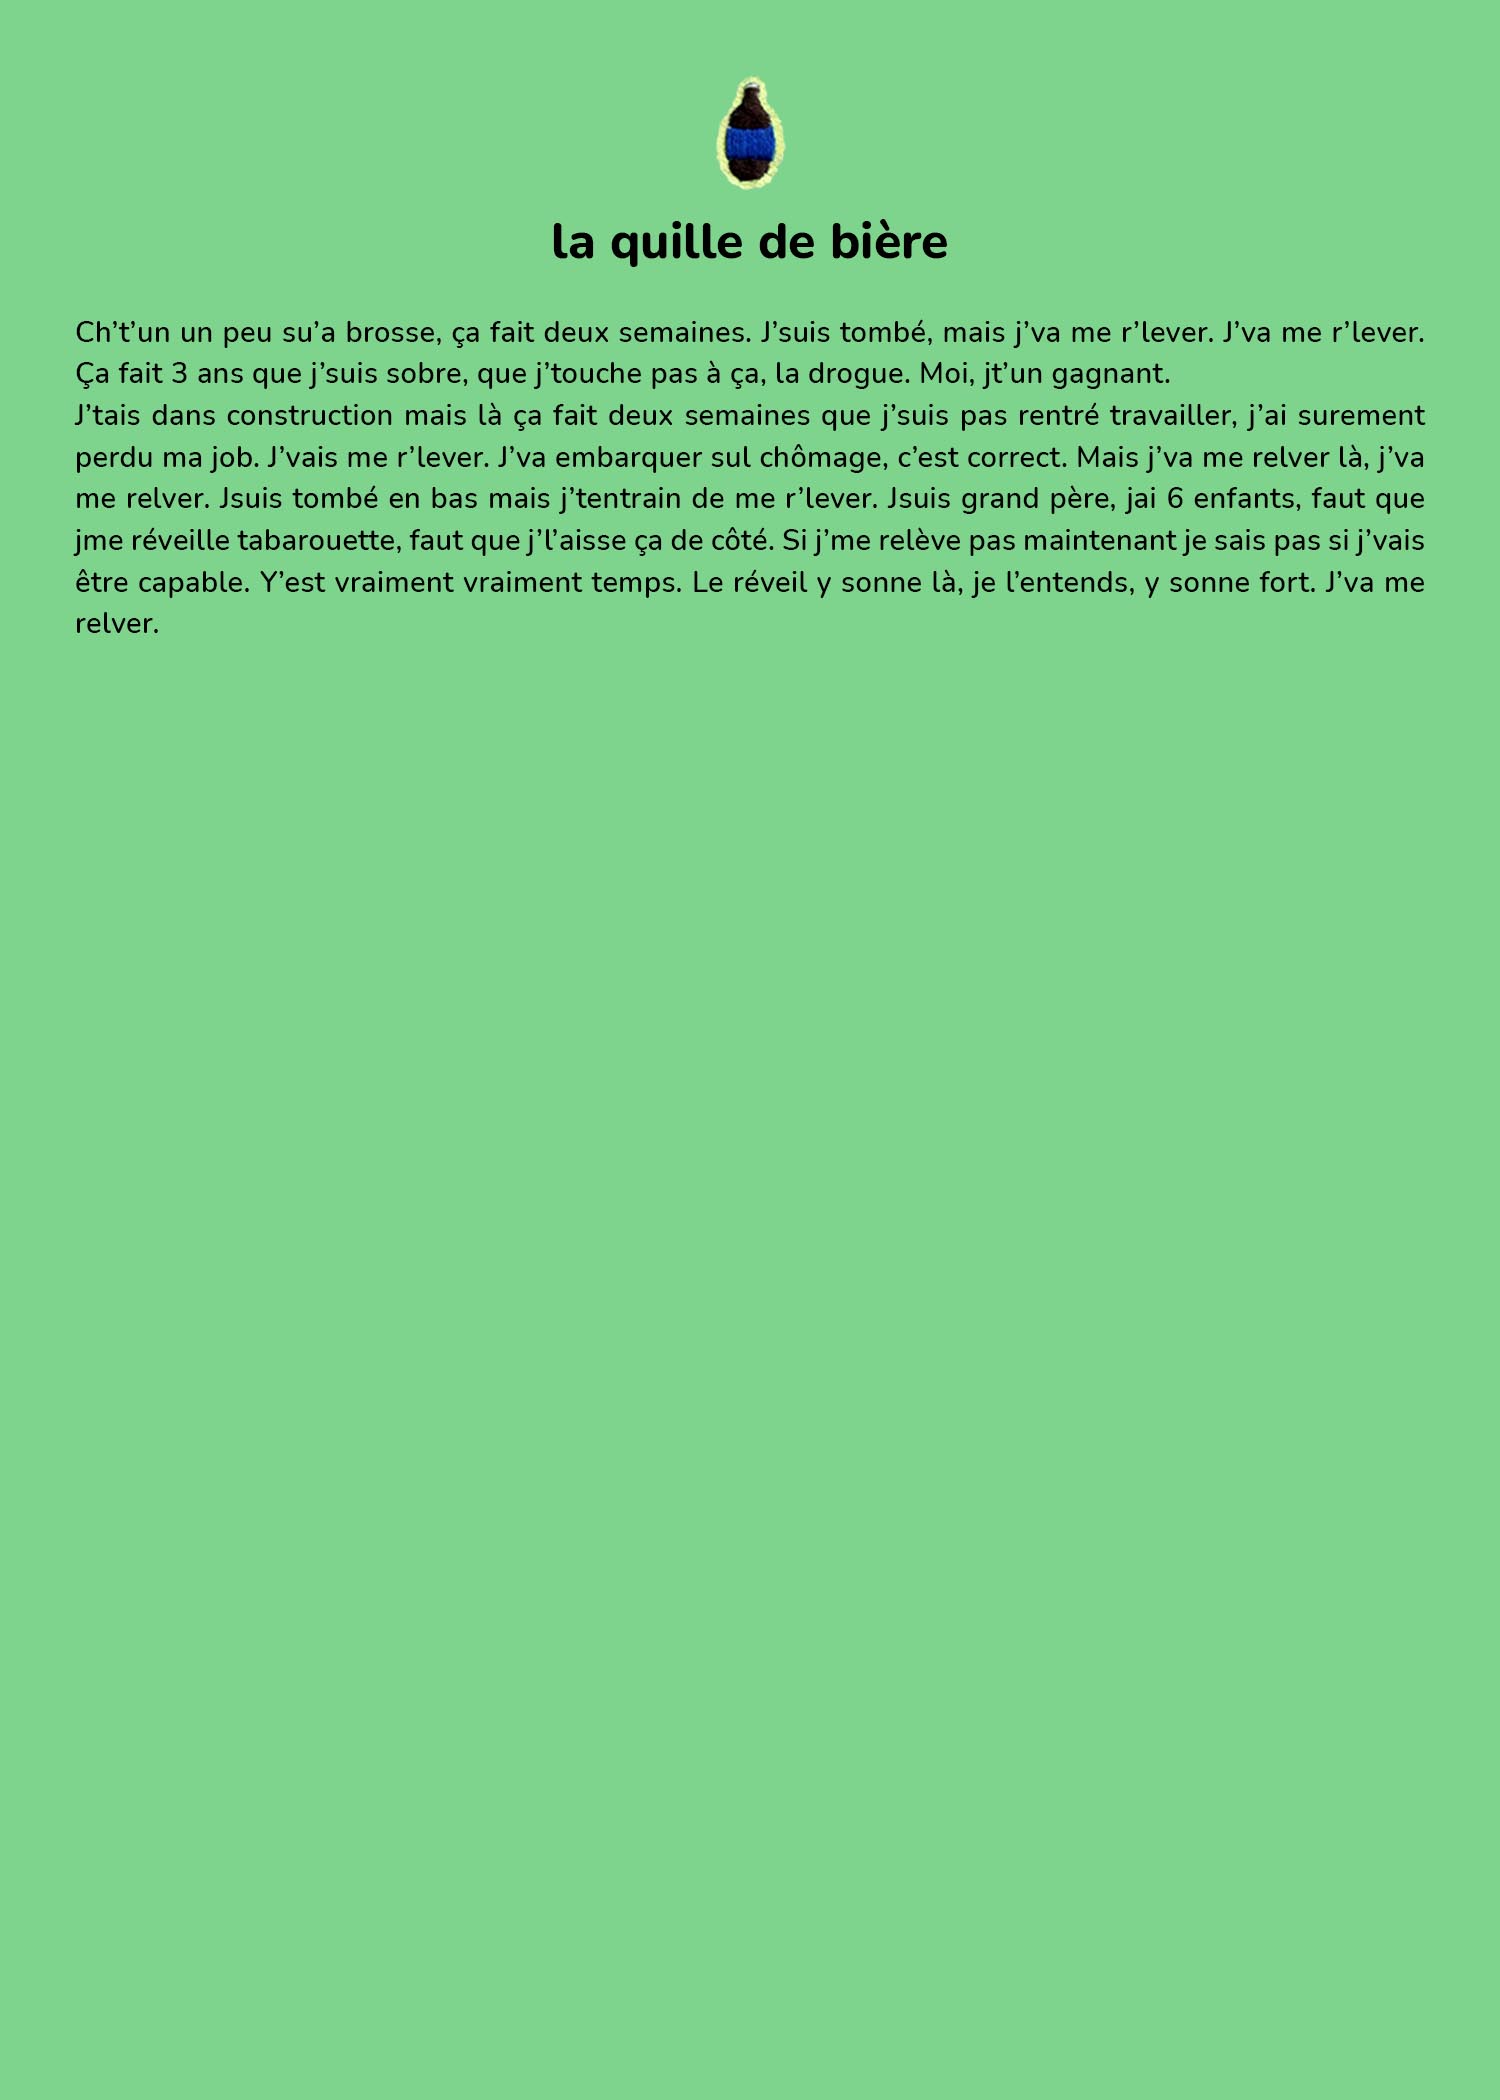 la quille de bière
Ch’t’un un peu su’a brosse, ça fait deux semaines. J’suis tombé, mais j’va me r’lever. J’va me r’lever.
Ça fait 3 ans que j’suis sobre, que j’touche pas à ça, la drogue. Moi, jt’un gagnant.
J’tais dans construction mais là ça fait deux semaines que j’suis pas rentré travailler, j’ai surement
perdu ma job. J’vais me r’lever. J’va embarquer sul chômage, c’est correct. Mais j’va me relver là, j’va
me relver. Jsuis tombé en bas mais j’tentrain de me r’lever. Jsuis grand père, jai 6 enfants, faut que
jme réveille tabarouette, faut que j’l’aisse ça de côté. Si j’me relève pas maintenant je sais pas si j’vais
être capable. Y’est vraiment vraiment temps. Le réveil y sonne là, je l’entends, y sonne fort. J’va me
relver.